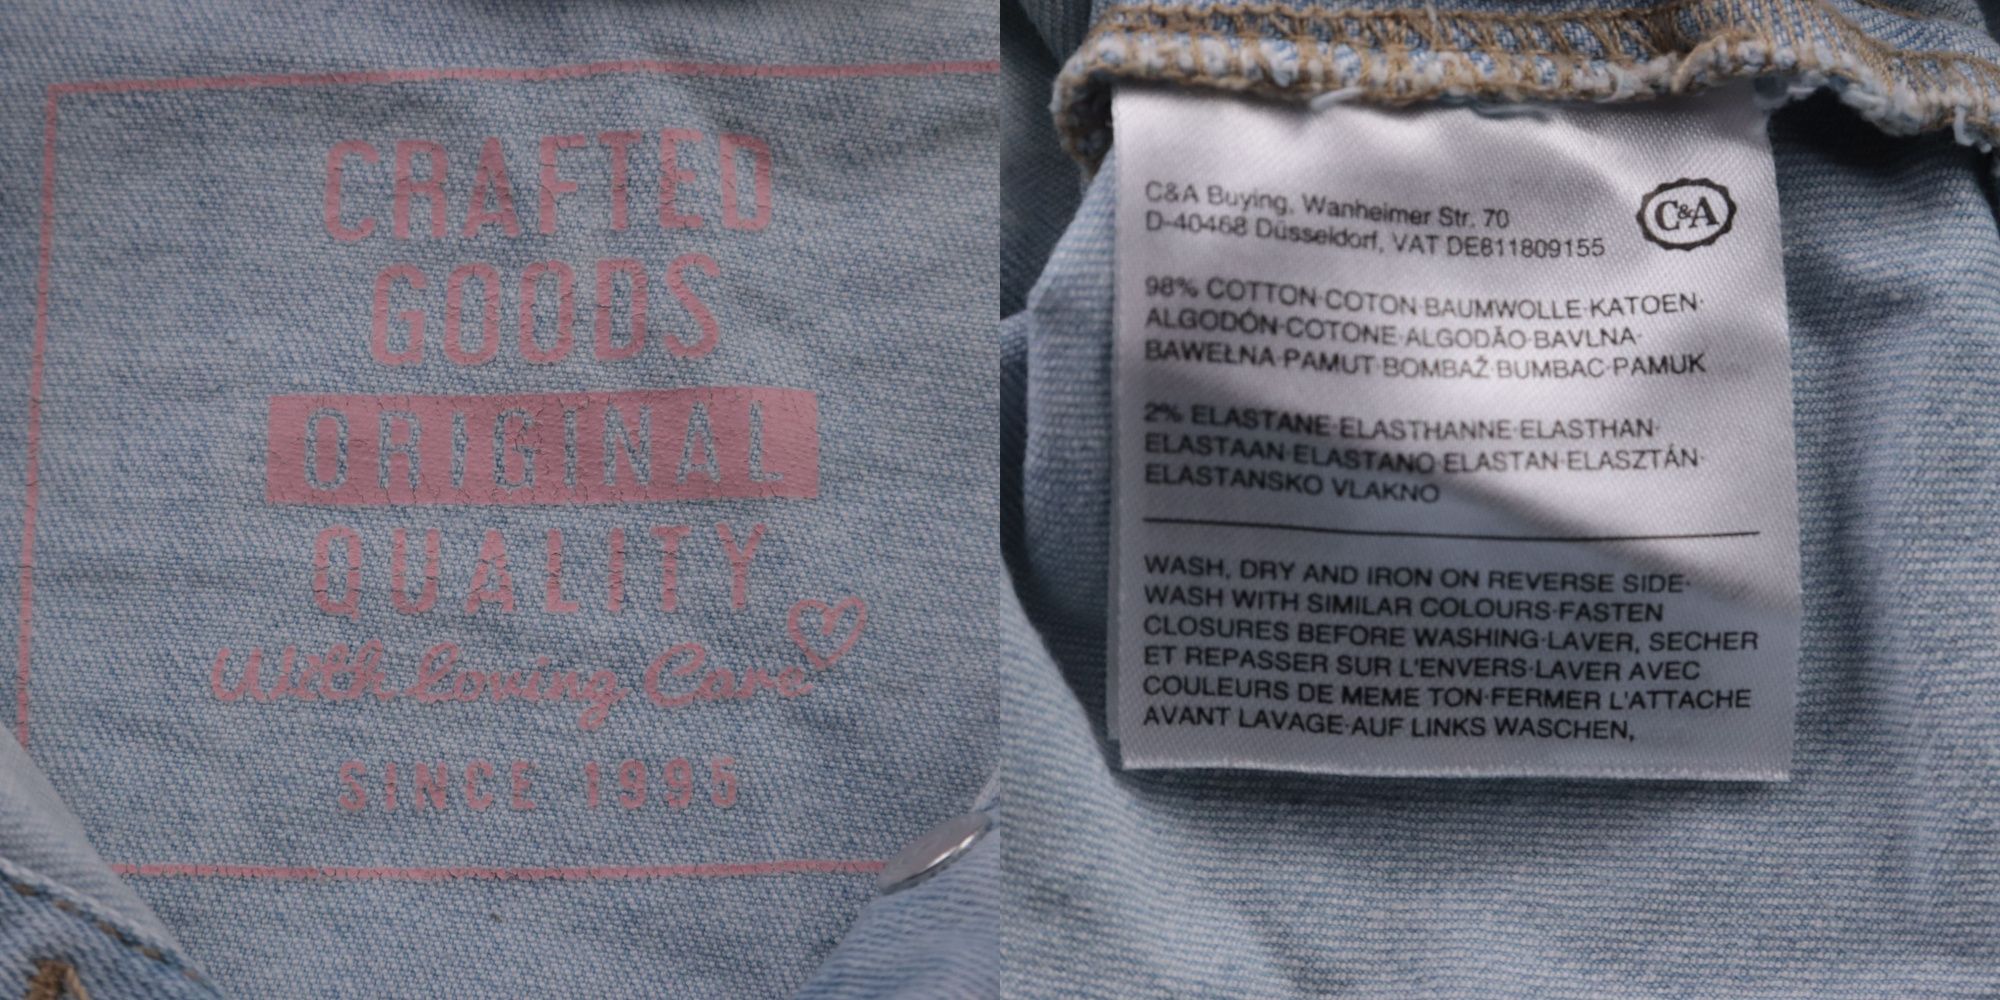 CRAFTED
GOODS
ORIGINAL
QUALITY
With loving Care
SINCE 1995
C&A Buying, Wanheimer Str. 70
D-40468 Düsseldorf, VAT DE811809155
C&A
98% COTTON·COTON·BAUMWOLLE·KATOEN·
ALGODÓN·COTONE·ALGODÃO·BAVLNA·
BAWEŁNA·PAMUT·BOMBAŽ·BUMBAC·PAMUK
2% ELASTANE·ELASTHANNE·ELASTHAN·
ELASTAAN·ELASTANO·ELASTAN·ELASZTÁN·
ELASTANSKO VLAKNO
WASH, DRY AND IRON ON REVERSE SIDE·
WASH WITH SIMILAR COLOURS·FASTEN
CLOSURES BEFORE WASHING·LAVER, SECHER
ET REPASSER SUR L'ENVERS·LAVER AVEC
COULEURS DE MEME TON·FERMER L'ATTACHE
AVANT LAVAGE·AUF LINKS WASCHEN,